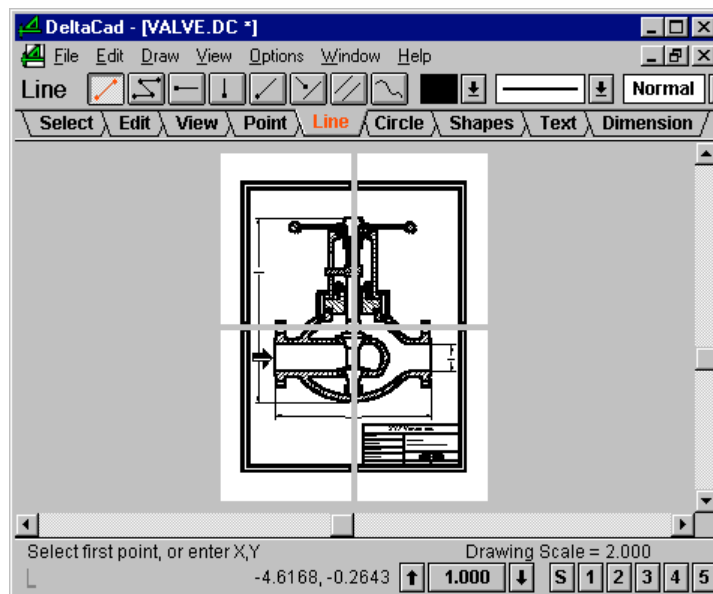 DeltaCad - [VALVE.DC *]
File Edit Draw View Options Window Help
Line Normal
Select Edit View Point Line Circle Shapes Text Dimension
Select first point, or enter X,Y Drawing Scale = 2.000
-4.6168, -0.2643 1.000 S 1 2 3 4 5